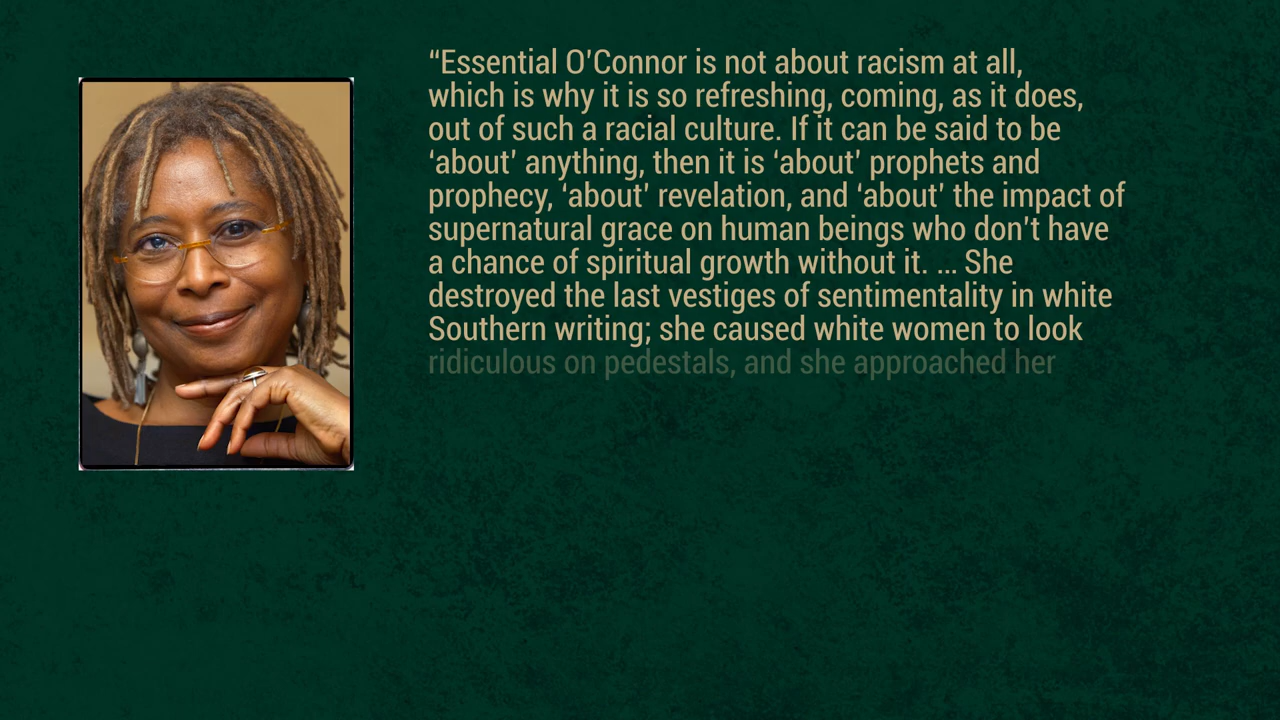 “Essential O’Connor is not about racism at all,
which is why it is so refreshing, coming, as it does,
out of such a racial culture. If it can be said to be
‘about’ anything, then it is ‘about’ prophets and
prophecy, ‘about’ revelation, and ‘about’ the impact of
supernatural grace on human beings who don’t have
a chance of spiritual growth without it. ... She
destroyed the last vestiges of sentimentality in white
Southern writing; she caused white women to look
ridiculous on pedestals, and she approached her